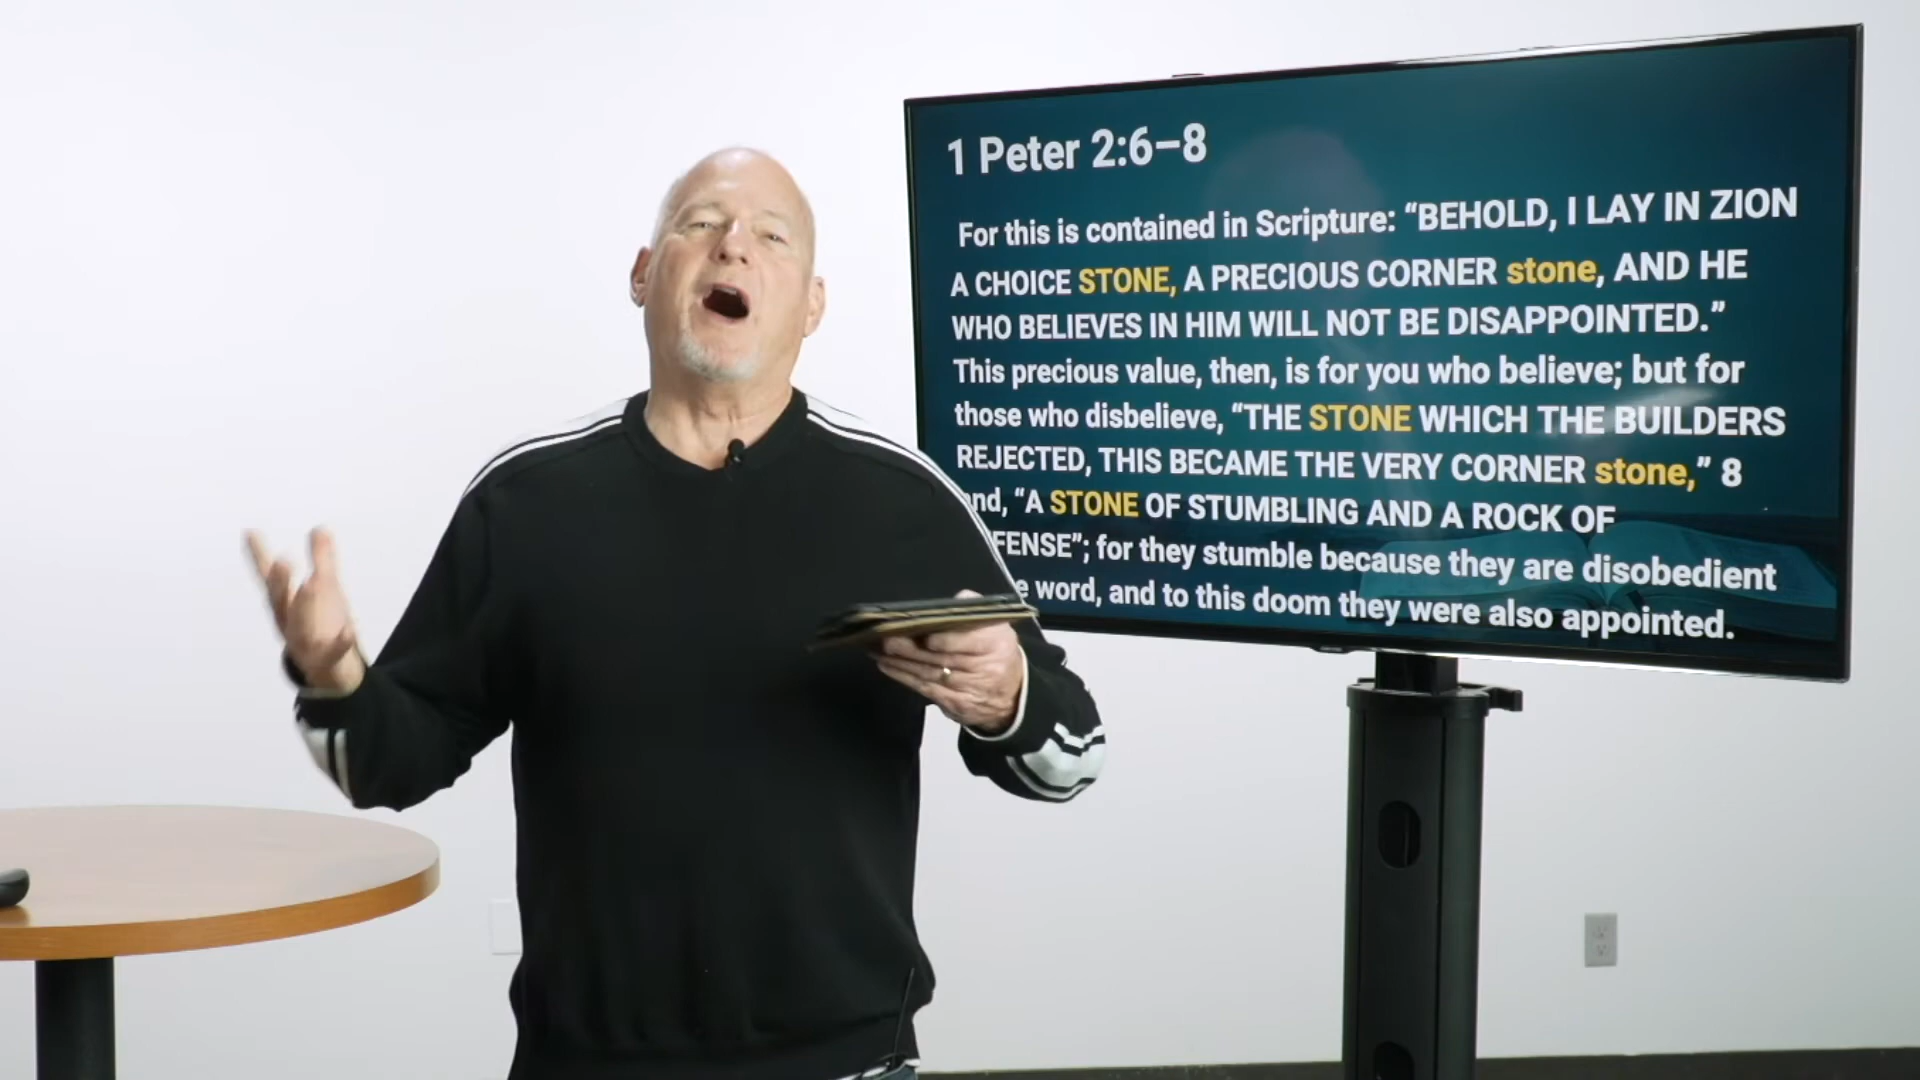 1 Peter 2:6–8
For this is contained in Scripture: “BEHOLD, I LAY IN ZION
A CHOICE STONE, A PRECIOUS CORNER stone, AND HE
WHO BELIEVES IN HIM WILL NOT BE DISAPPOINTED.”
This precious value, then, is for you who believe; but for
those who disbelieve, “THE STONE WHICH THE BUILDERS
REJECTED, THIS BECAME THE VERY CORNER stone,” 8
“A STONE OF STUMBLING AND A ROCK OF
for they stumble because they are disobedient
word, and to this doom they were also appointed.